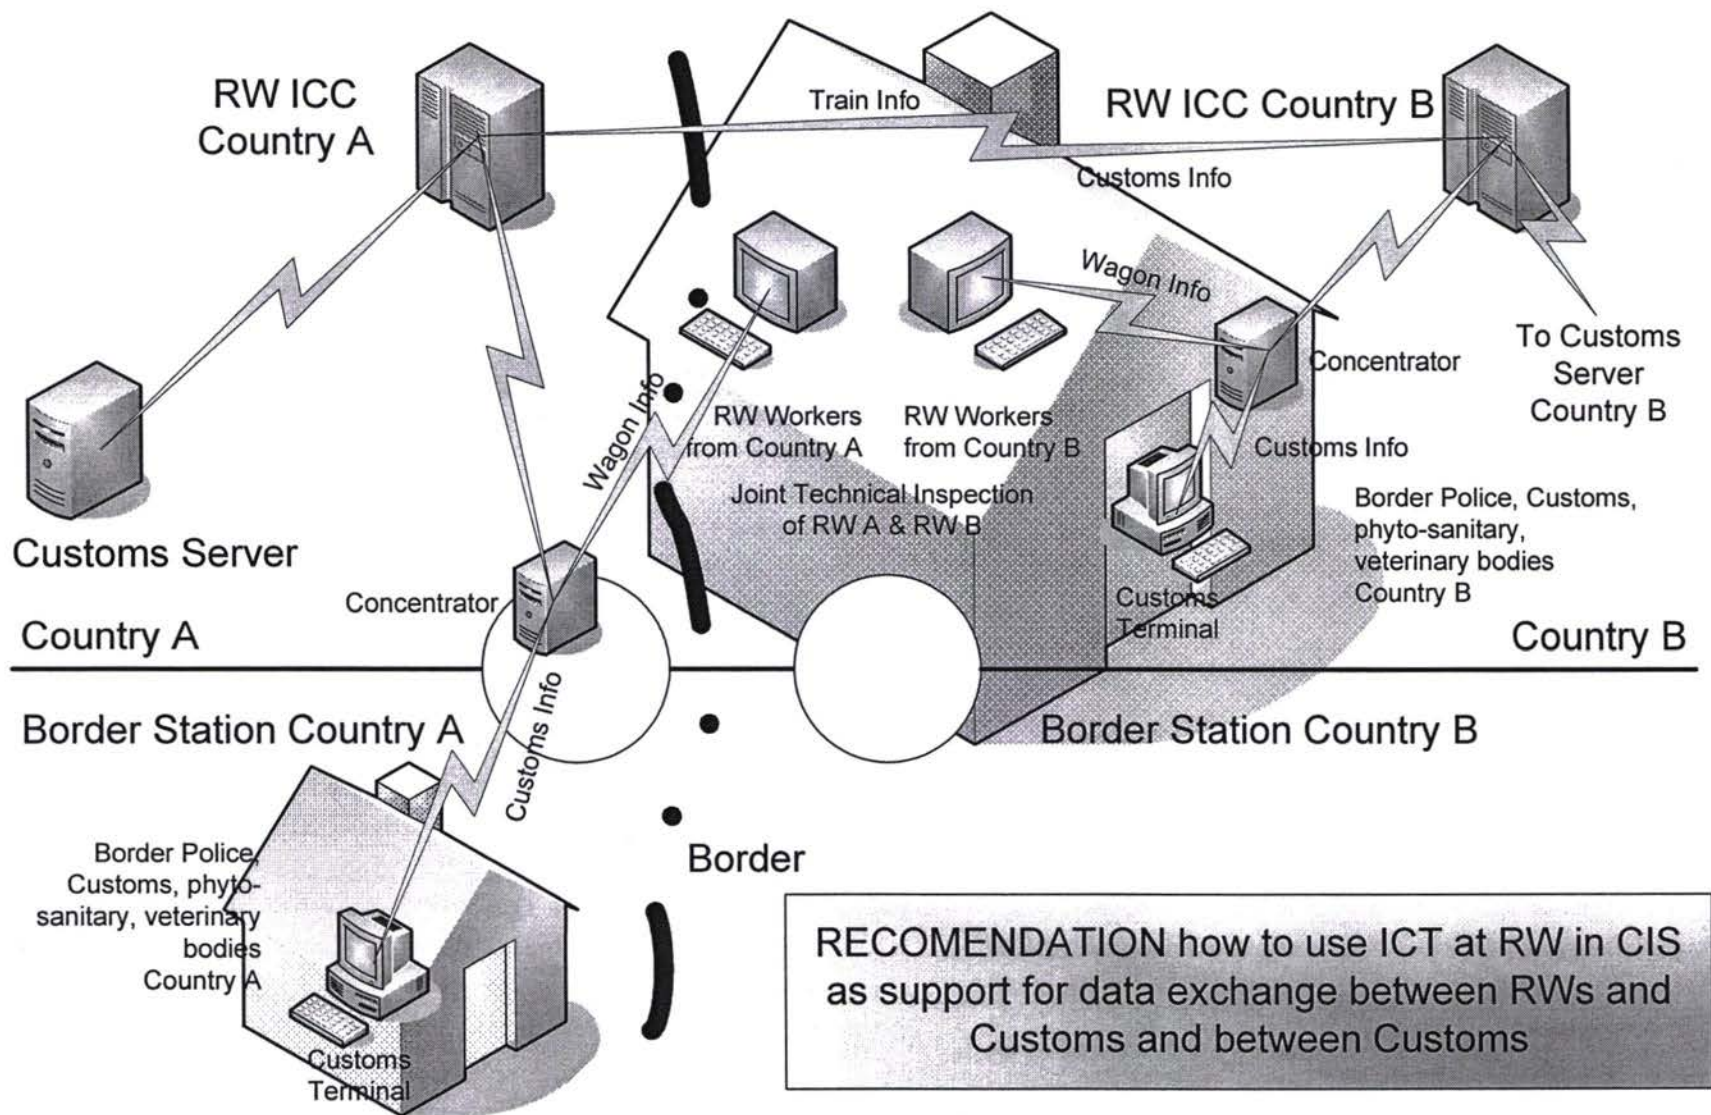 RW ICC
Country A
Train Info
RW ICC Country B
Customs Info
Wagon Info
To Customs
Server
Country B
Concentrator
Wagon Info
RW Workers
from Country A
RW Workers
from Country B
Customs Info
Joint Technical Inspection
of RW A & RW B
Border Police, Customs,
phyto-sanitary,
veterinary bodies
Country B
Customs Server
Concentrator
Customs
Terminal
Country A
Country B
Border Station Country A
Customs Info
Border Station Country B
Border Police,
Customs, phyto-
sanitary, veterinary
bodies
Country A
Border
Customs
Terminal
RECOMENDATION how to use ICT at RW in CIS
as support for data exchange between RWs and
Customs and between Customs